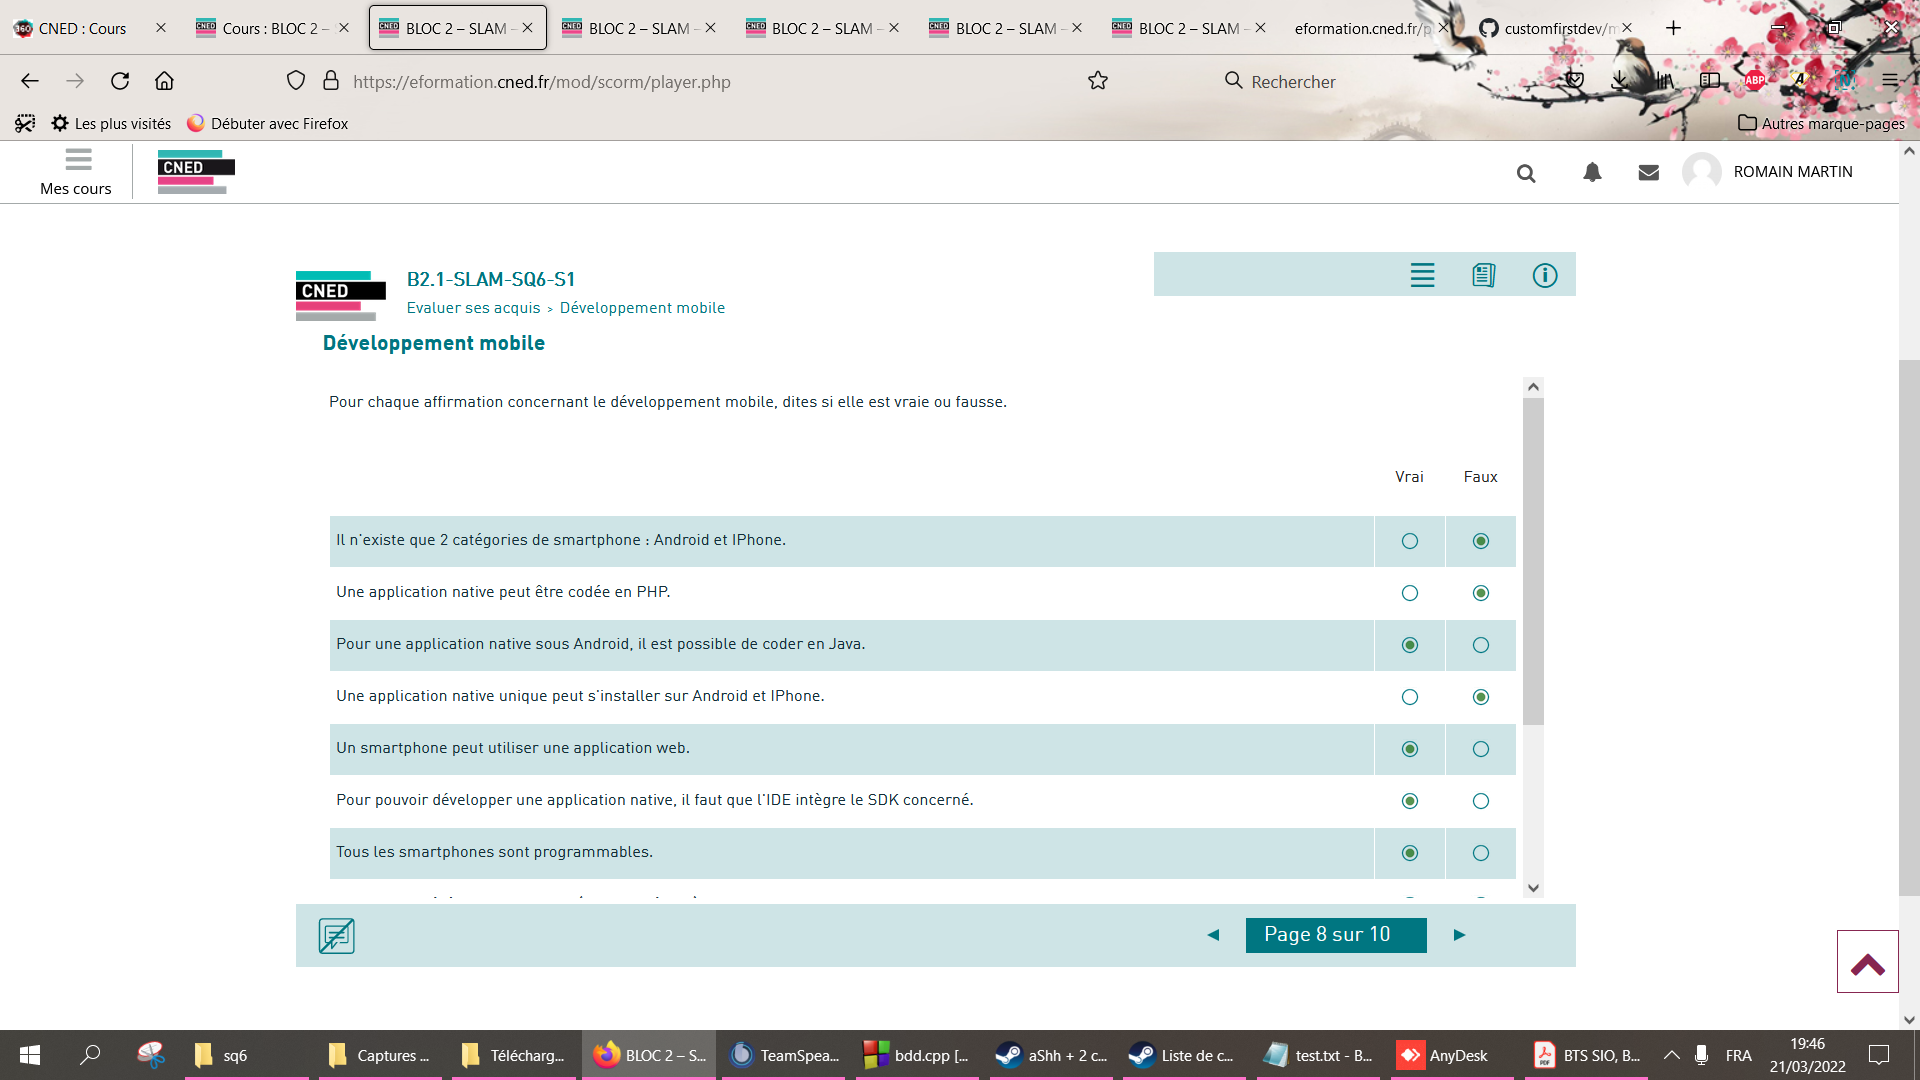 CNED : Cours
Cours : BLOC 2 –
BLOC 2 – SLAM –
BLOC 2 – SLAM –
BLOC 2 – SLAM –
BLOC 2 – SLAM –
BLOC 2 – SLAM –
eformation.cned.fr/p
customfirstdev/m
https://eformation.cned.fr/mod/scorm/player.php
Rechercher
ABP
Les plus visités
Débuter avec Firefox
Autres marque-pages
Mes cours
CNED
ROMAIN MARTIN
CNED
B2.1-SLAM-SQ6-S1
Evaluer ses acquis > Développement mobile
Développement mobile
Pour chaque affirmation concernant le développement mobile, dites si elle est vraie ou fausse.
Vrai Faux
Il n'existe que 2 catégories de smartphone : Android et IPhone.
Une application native peut être codée en PHP.
Pour une application native sous Android, il est possible de coder en Java.
Une application native unique peut s'installer sur Android et IPhone.
Un smartphone peut utiliser une application web.
Pour pouvoir développer une application native, il faut que l'IDE intègre le SDK concerné.
Tous les smartphones sont programmables.
Page 8 sur 10
sq6
Captures ...
Télécharg...
BLOC 2 – S...
TeamSpea...
bdd.cpp [...
aShh + 2 c...
Liste de c...
test.txt - B...
AnyDesk
BTS SIO, B...
FRA
19:46
21/03/2022